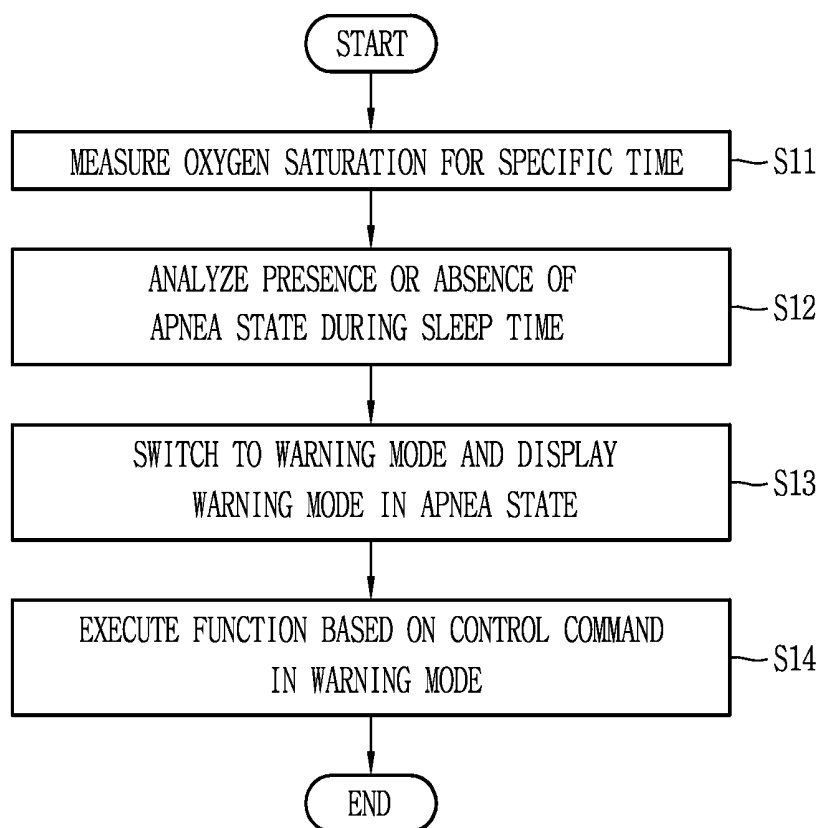 START
MEASURE OXYGEN SATURATION FOR SPECIFIC TIME
S11
ANALYZE PRESENCE OR ABSENCE OF
APNEA STATE DURING SLEEP TIME
S12
SWITCH TO WARNING MODE AND DISPLAY
WARNING MODE IN APNEA STATE
S13
EXECUTE FUNCTION BASED ON CONTROL COMMAND
IN WARNING MODE
S14
END